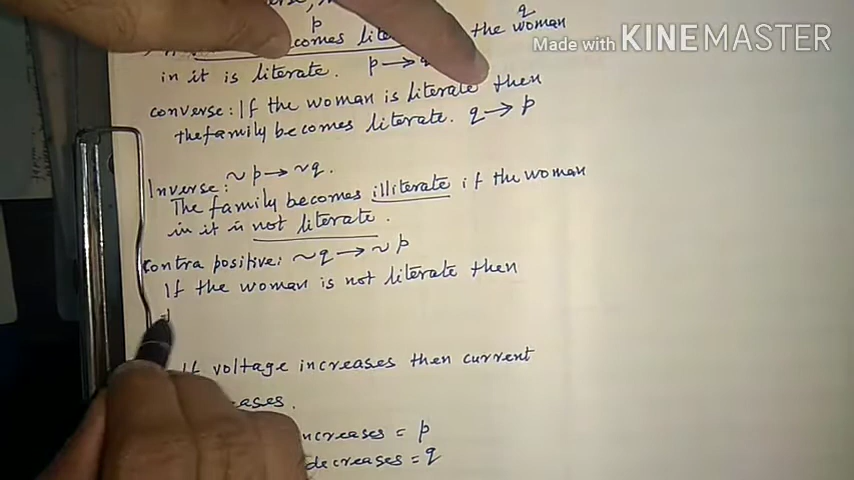 q
p
comes lite the woman
Made with KINEMASTER
in it is literate. p→q
converse: If the woman is literate then
the family becomes literate. q→p
Inverse: ~p→~q.
The family becomes illiterate if the woman
in it is not literate.
contra positive: ~q→~p
If the woman is not literate then
If voltage increases then current
eases.
ncreases = p
decreases = q